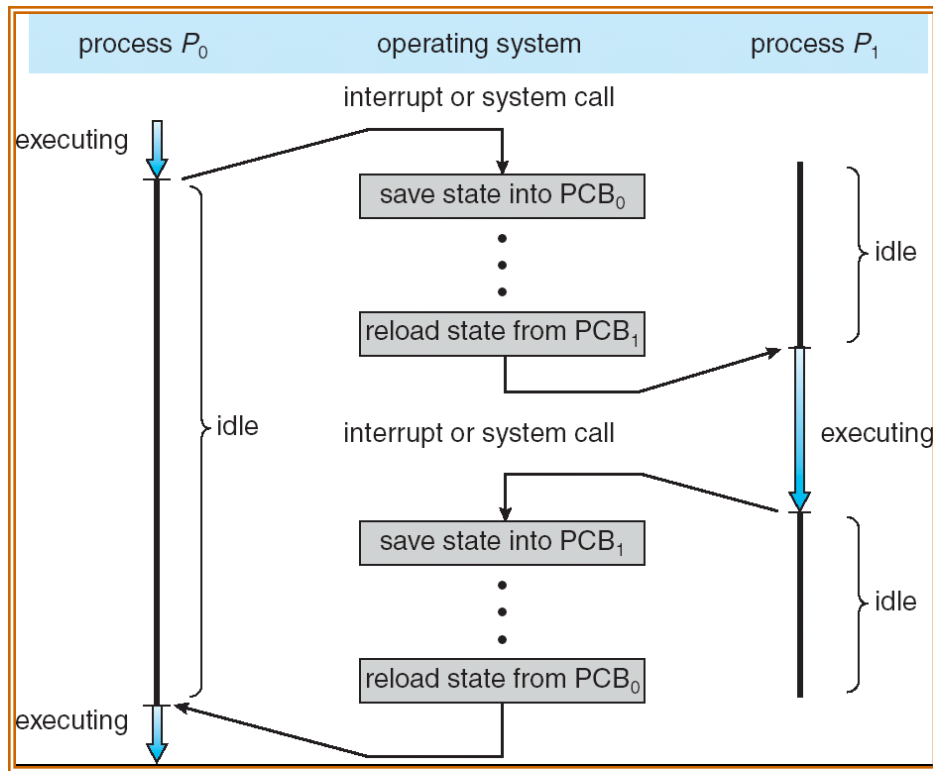 process P₀ operating system process P₁
interrupt or system call
executing
save state into PCB₀
idle
reload state from PCB₁
idle
interrupt or system call
executing
save state into PCB₁
idle
reload state from PCB₀
executing